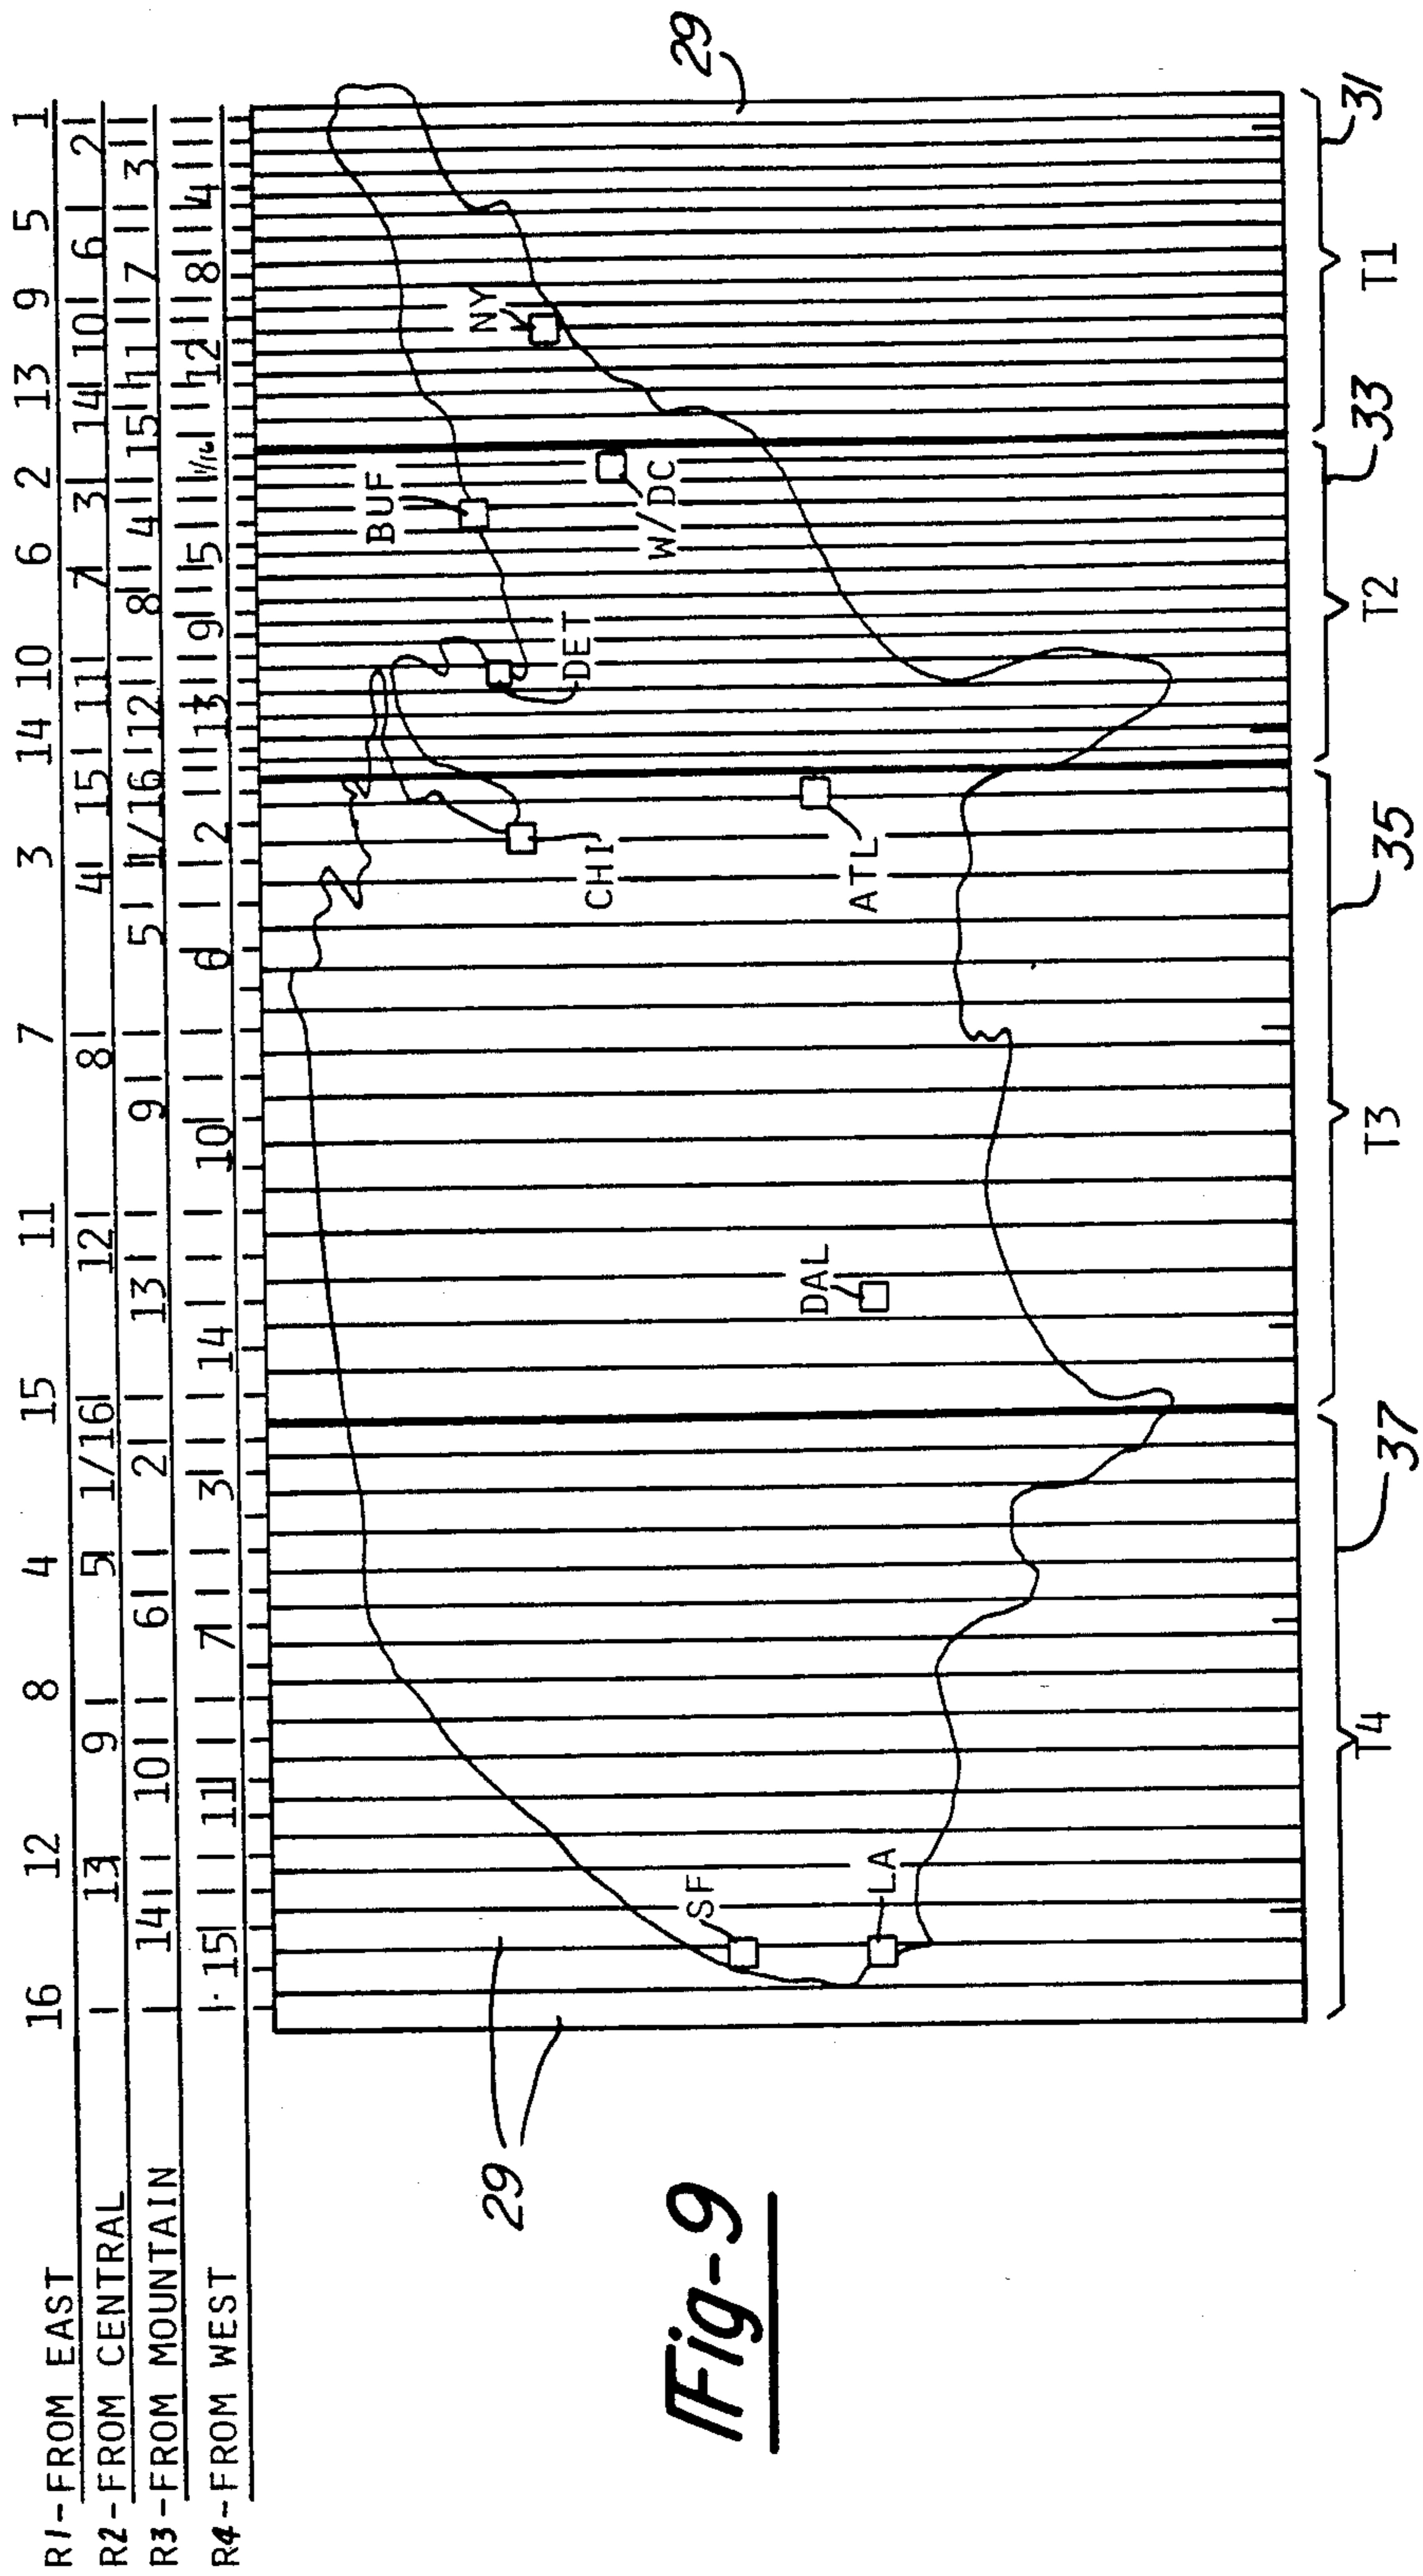 R1-FROM EAST 16 12 8 4 15 11 7 3 14 10 6 2 13 9 5 1
R2-FROM CENTRAL 13 9 5 1/16 12 8 4 15 11 7 3 14 10 6 2
R3-FROM MOUNTAIN 14 10 6 2 13 9 5 1/16 12 8 4 15 11 7 3
R4-FROM WEST 15 11 7 3 14 10 6 2 13 9 5 1/16 12 8 4
29
BUF
NY
29
DET
CHI
W/DC
SF
DAL
ATL
LA
37
35
33
31
T4
T3
T2
T1
Fig-9